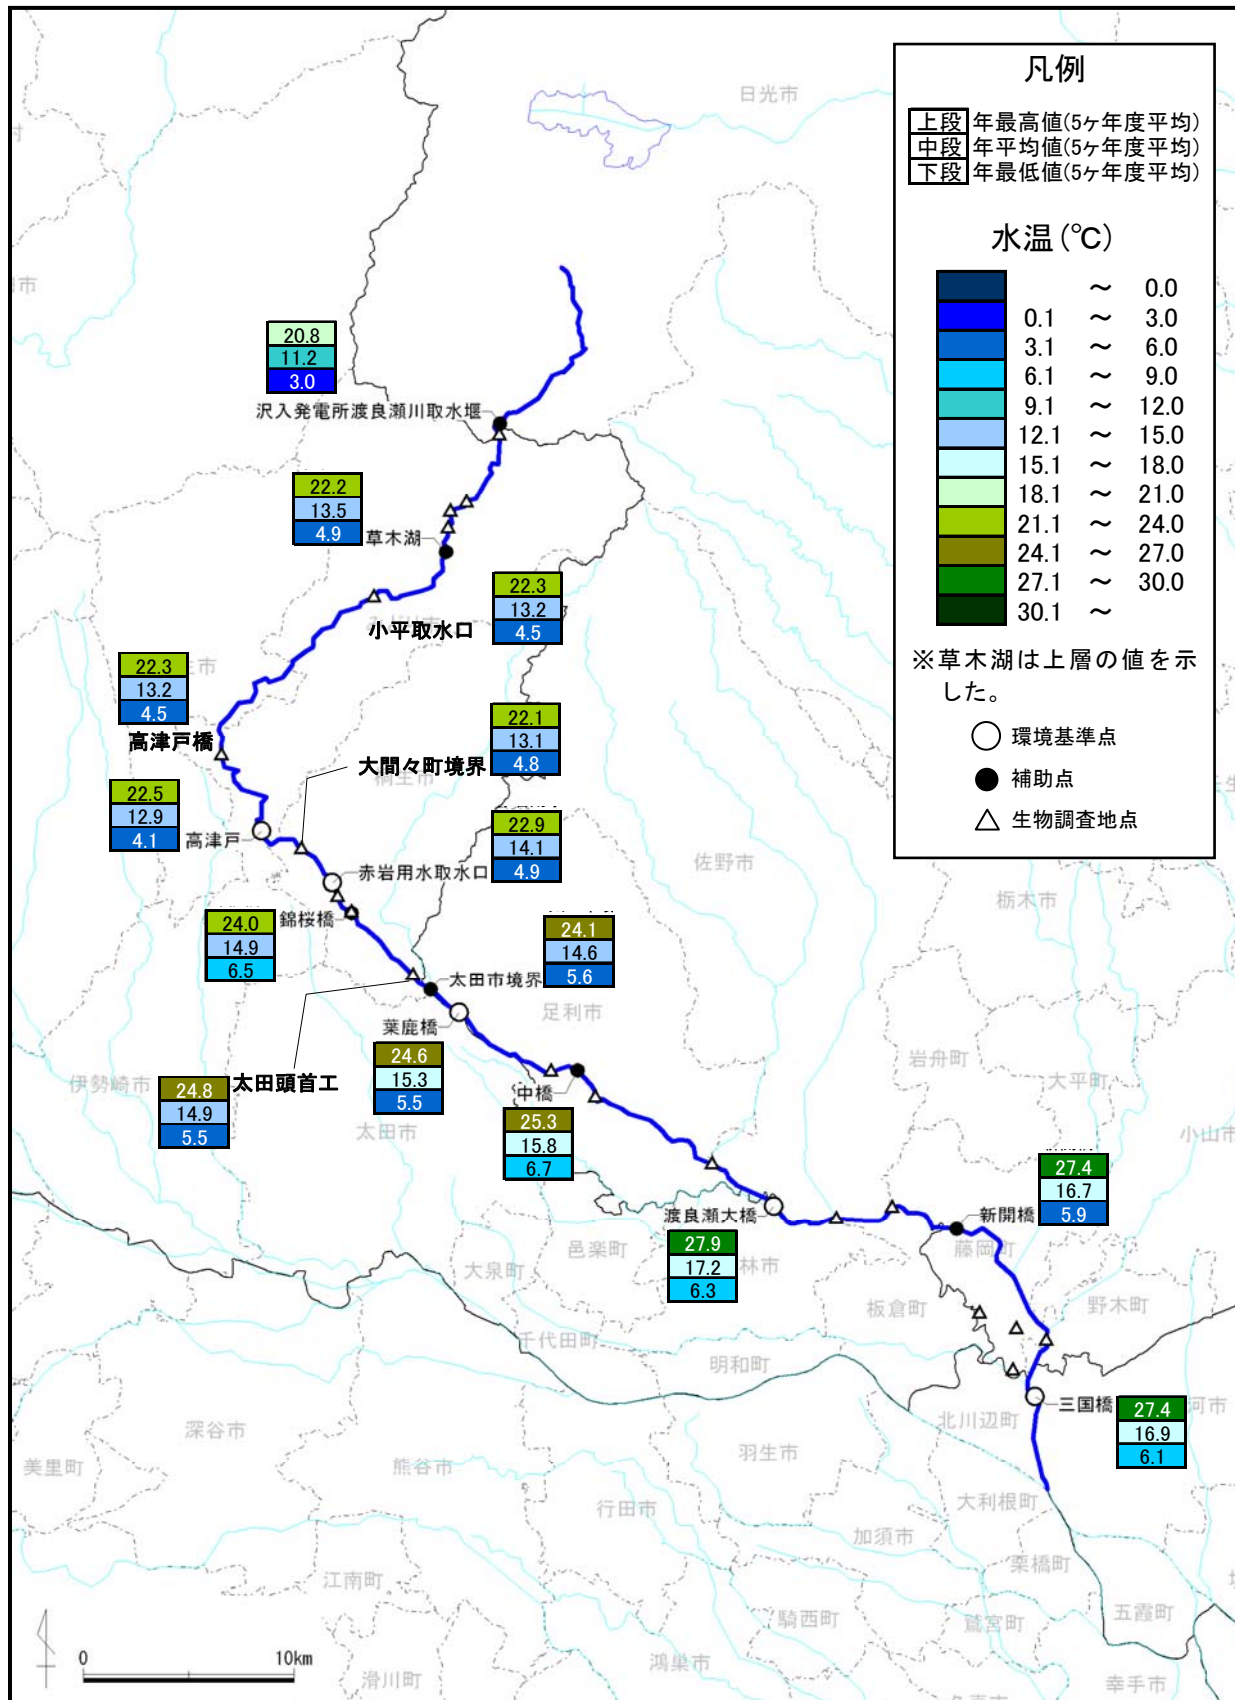 凡例
上段 年最高値(5ヶ年度平均)
中段 年平均値(5ヶ年度平均)
下段 年最低値(5ヶ年度平均)
水温(℃)
～ 0.0
0.1 ～ 3.0
3.1 ～ 6.0
6.1 ～ 9.0
9.1 ～ 12.0
12.1 ～ 15.0
15.1 ～ 18.0
18.1 ～ 21.0
21.1 ～ 24.0
24.1 ～ 27.0
27.1 ～ 30.0
30.1 ～
※草木湖は上層の値を示
した。
環境基準点
補助点
生物調査地点
日光市
20.8
11.2
3.0
沢入発電所渡良瀬川取水堰
22.2
13.5
4.9
草木湖
22.3
13.2
4.5
小平取水口
22.3
13.2
4.5
高津戸橋
22.1
13.1
4.8
大間々町境界
22.5
12.9
4.1
高津戸
22.9
14.1
4.9
赤岩用水取水口
佐野市
栃木市
24.0
14.9
6.5
錦桜橋
24.1
14.6
5.6
太田市境界
足利市
葉鹿橋
24.6
15.3
5.5
太田頭首工
24.8
14.9
5.5
伊勢崎市
太田市
中橋
25.3
15.8
6.7
岩舟町
大平町
小山市
27.4
16.7
5.9
新開橋
藤岡町
渡良瀬大橋
27.9
17.2
6.3
林市
邑楽町
大泉町
板倉町
野木町
千代田町
明和町
三国橋
27.4
16.9
6.1
河市
北川辺町
深谷市
美里町
熊谷市
羽生市
行田市
大利根町
加須市
栗橋町
江南町
騎西町
鷲宮町
五霞町
鴻巣市
滑川町
幸手市
0 10km